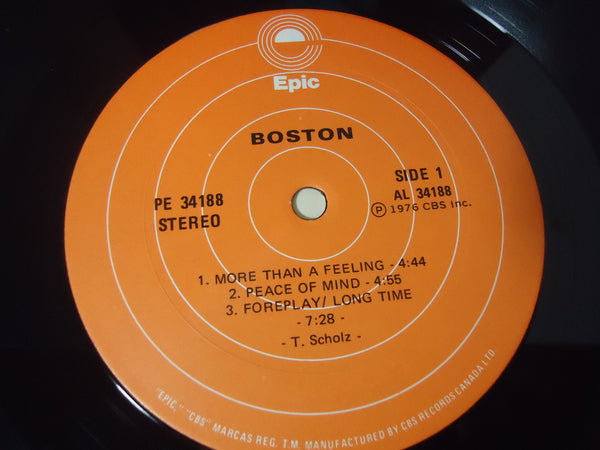 Epic
BOSTON
PE 34188
STEREO
SIDE 1
AL 34188
Ⓟ 1976 CBS Inc.
1. MORE THAN A FEELING - 4:44
2. PEACE OF MIND - 4:55
3. FOREPLAY/ LONG TIME
- 7:28 -
- T. Scholz -
"EPIC," "CBS" MARCAS REG. T.M. MANUFACTURED BY CBS RECORDS CANADA LTD